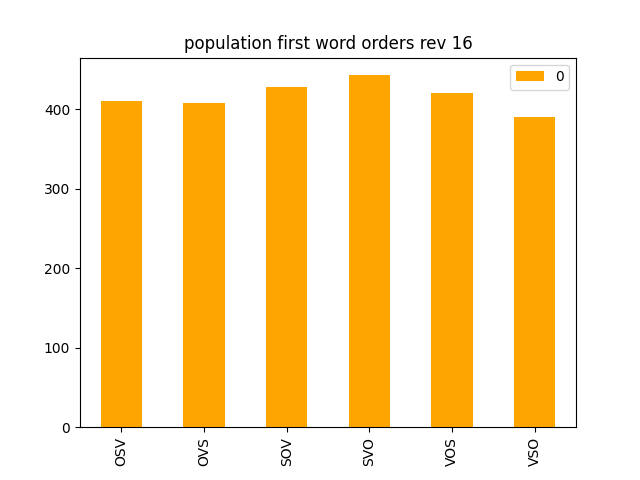 population first word orders rev 16
0
400
300
200
100
0
OSV
OVS
SOV
SVO
VOS
VSO